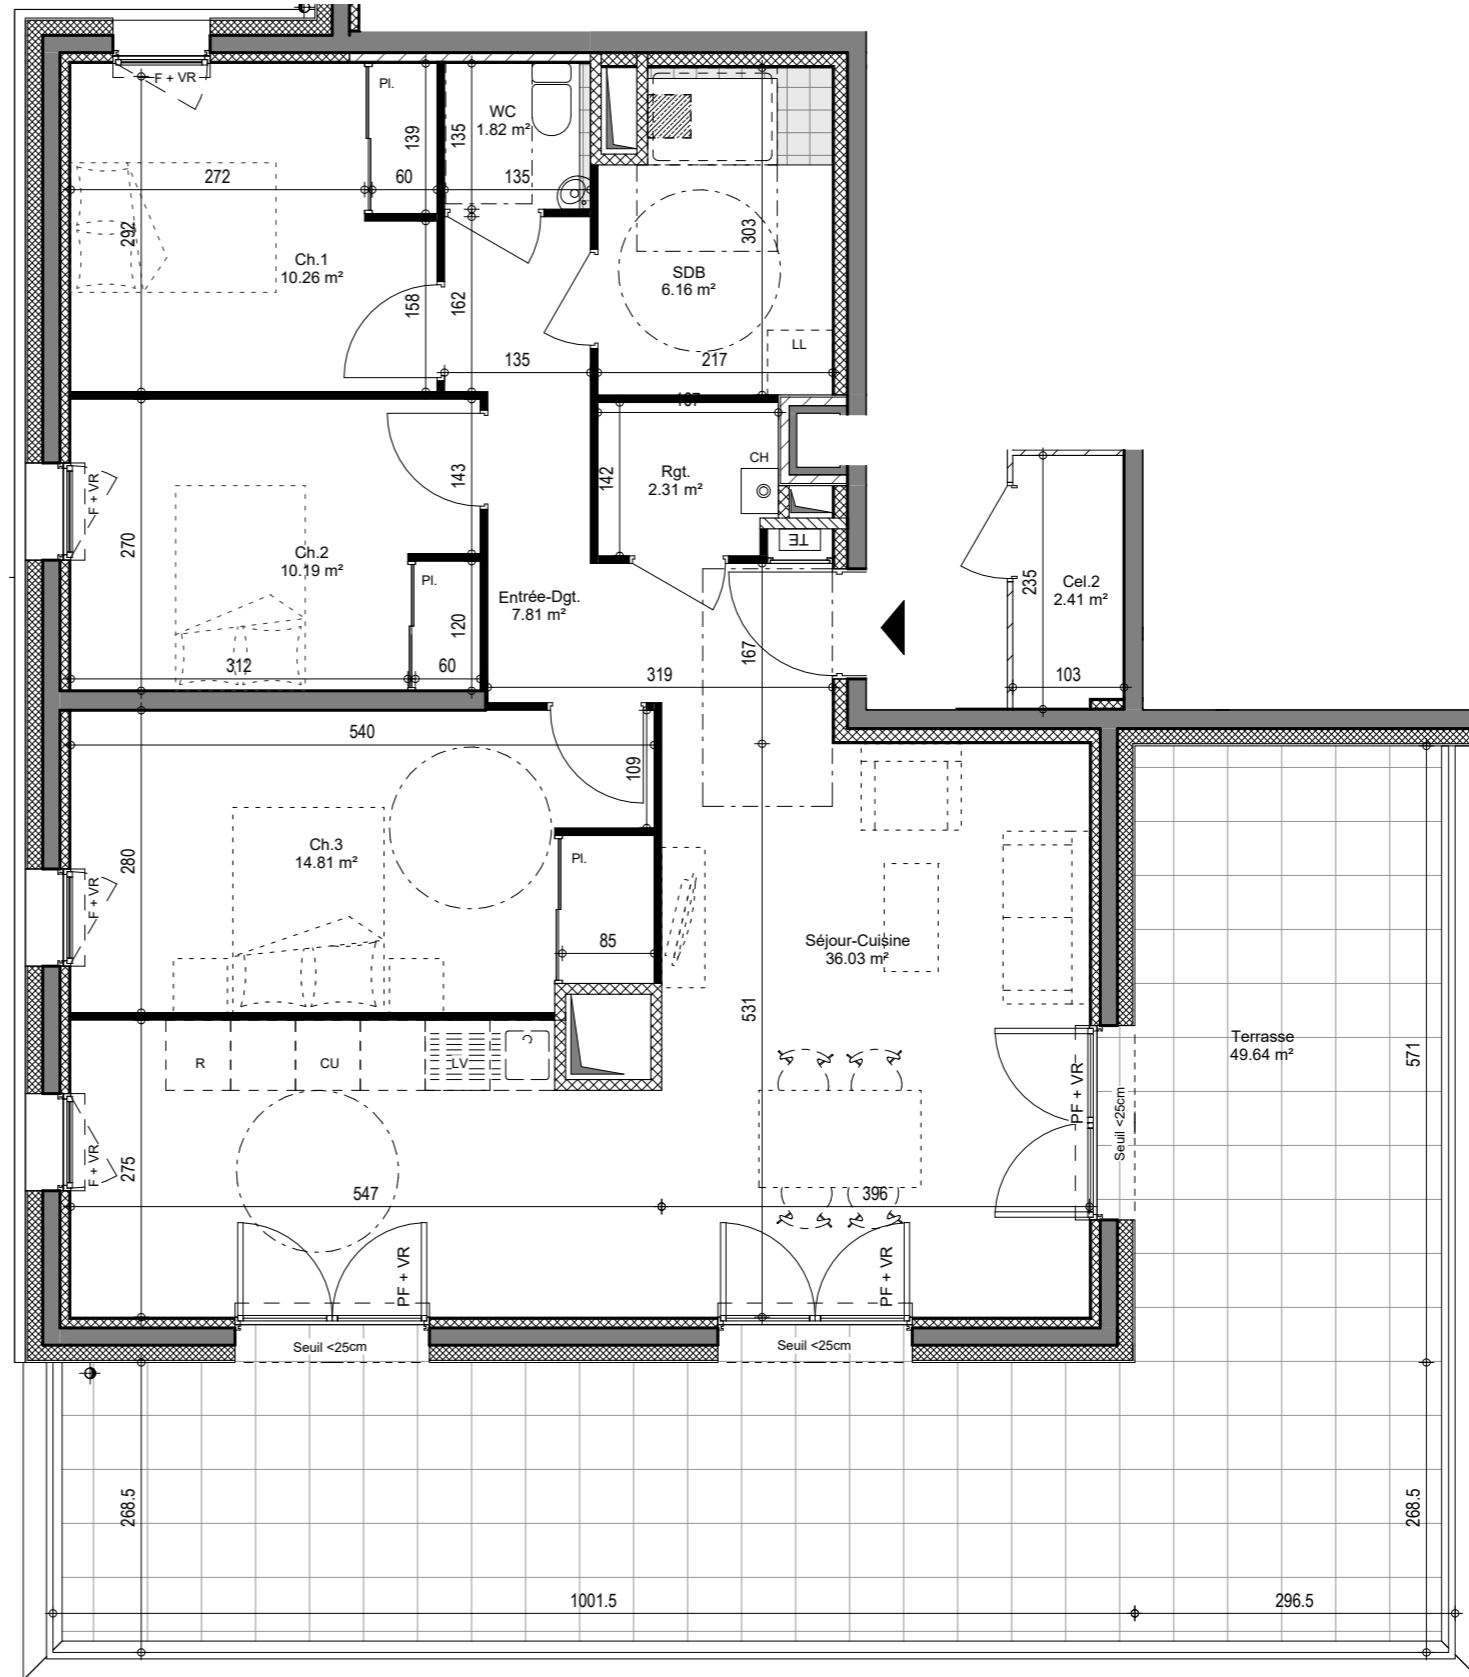 F + VR
Pl.
139
272
60
292
Ch.1
10.26 m²
158
WC
1.82 m²
135
135
162
135
303
SDB
6.16 m²
LL
217
F + VR
270
Ch.2
10.19 m²
143
Pl.
120
312
60
142
Rgt.
2.31 m²
CH
TE
Entrée-Dgt.
7.81 m²
167
319
235
Cel.2
2.41 m²
103
540
109
F + VR
280
Ch.3
14.81 m²
Pl.
85
Séjour-Cuisine
36.03 m²
531
R
CU
LV
F + VR
275
547
396
PF + VR
PF + VR
PF + VR
Seuil <25cm
Seuil <25cm
Seuil <25cm
Terrasse
49.64 m²
571
268.5
268.5
1001.5
296.5